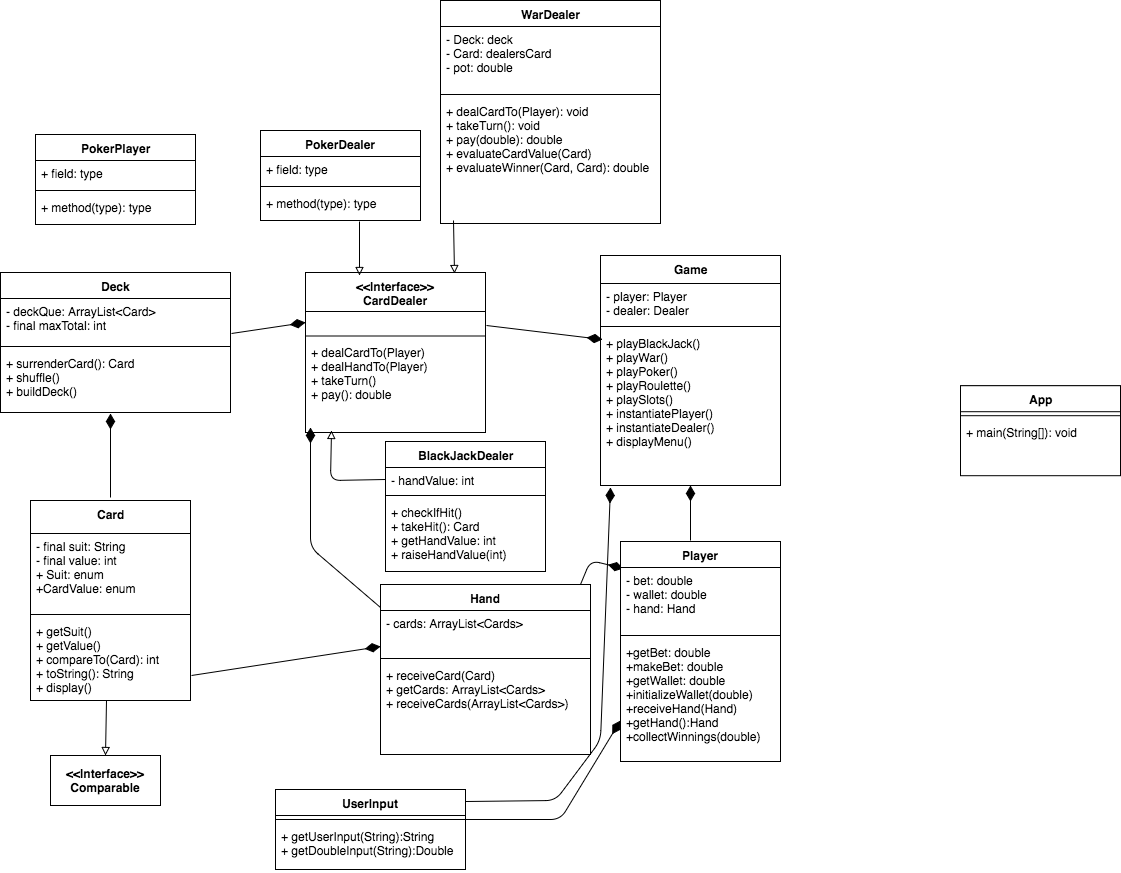 WarDealer
- Deck: deck
- Card: dealersCard
- pot: double
+ dealCardTo(Player): void
+ takeTurn(): void
+ pay(double): double
+ evaluateCardValue(Card)
+ evaluateWinner(Card, Card): double
PokerPlayer
+ field: type
+ method(type): type
PokerDealer
+ field: type
+ method(type): type
Deck
- deckQue: ArrayList<Card>
- final maxTotal: int
+ surrenderCard(): Card
+ shuffle()
+ buildDeck()
<<Interface>>
CardDealer
+ dealCardTo(Player)
+ dealHandTo(Player)
+ takeTurn()
+ pay(): double
Game
- player: Player
- dealer: Dealer
+ playBlackJack()
+ playWar()
+ playPoker()
+ playRoulette()
+ playSlots()
+ instantiatePlayer()
+ instantiateDealer()
+ displayMenu()
App
+ main(String[]): void
BlackJackDealer
- handValue: int
+ checkIfHit()
+ takeHit(): Card
+ getHandValue: int
+ raiseHandValue(int)
Card
- final suit: String
- final value: int
+ Suit: enum
+CardValue: enum
+ getSuit()
+ getValue()
+ compareTo(Card): int
+ toString(): String
+ display()
Hand
- cards: ArrayList<Cards>
+ receiveCard(Card)
+ getCards: ArrayList<Cards>
+ receiveCards(ArrayList<Cards>)
Player
- bet: double
- wallet: double
- hand: Hand
+getBet: double
+makeBet: double
+getWallet: double
+initializeWallet(double)
+receiveHand(Hand)
+getHand():Hand
+collectWinnings(double)
<<Interface>>
Comparable
UserInput
+ getUserInput(String):String
+ getDoubleInput(String):Double